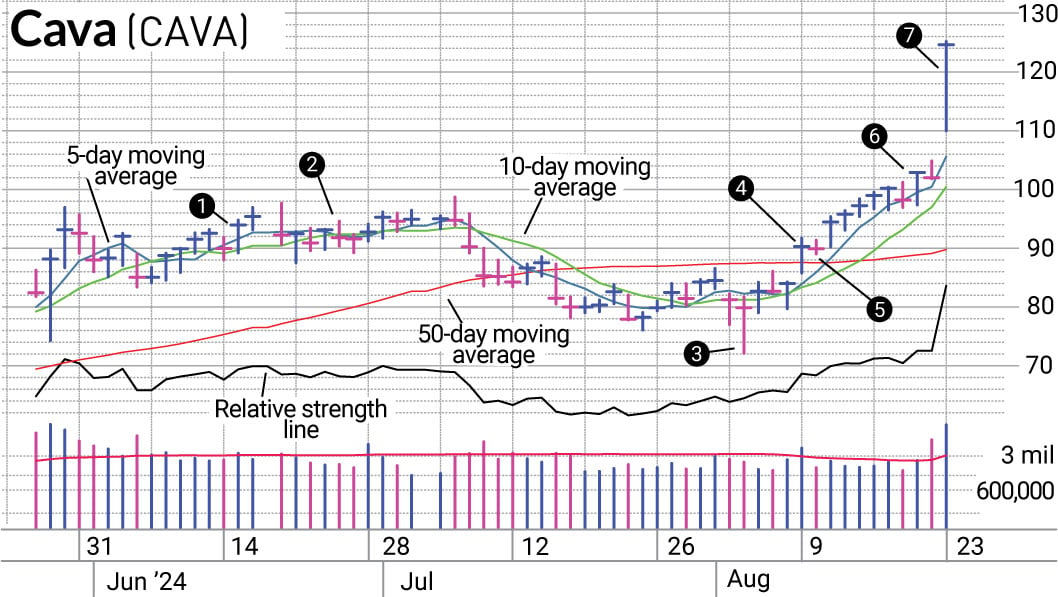 Cava (CAVA)
130
120
110
100
90
80
70
5-day moving
average
10-day moving
average
50-day moving
average
Relative strength
line
1
2
3
4
5
6
7
3 mil
600,000
31
14
28
12
26
9
23
Jun ’24
Jul
Aug